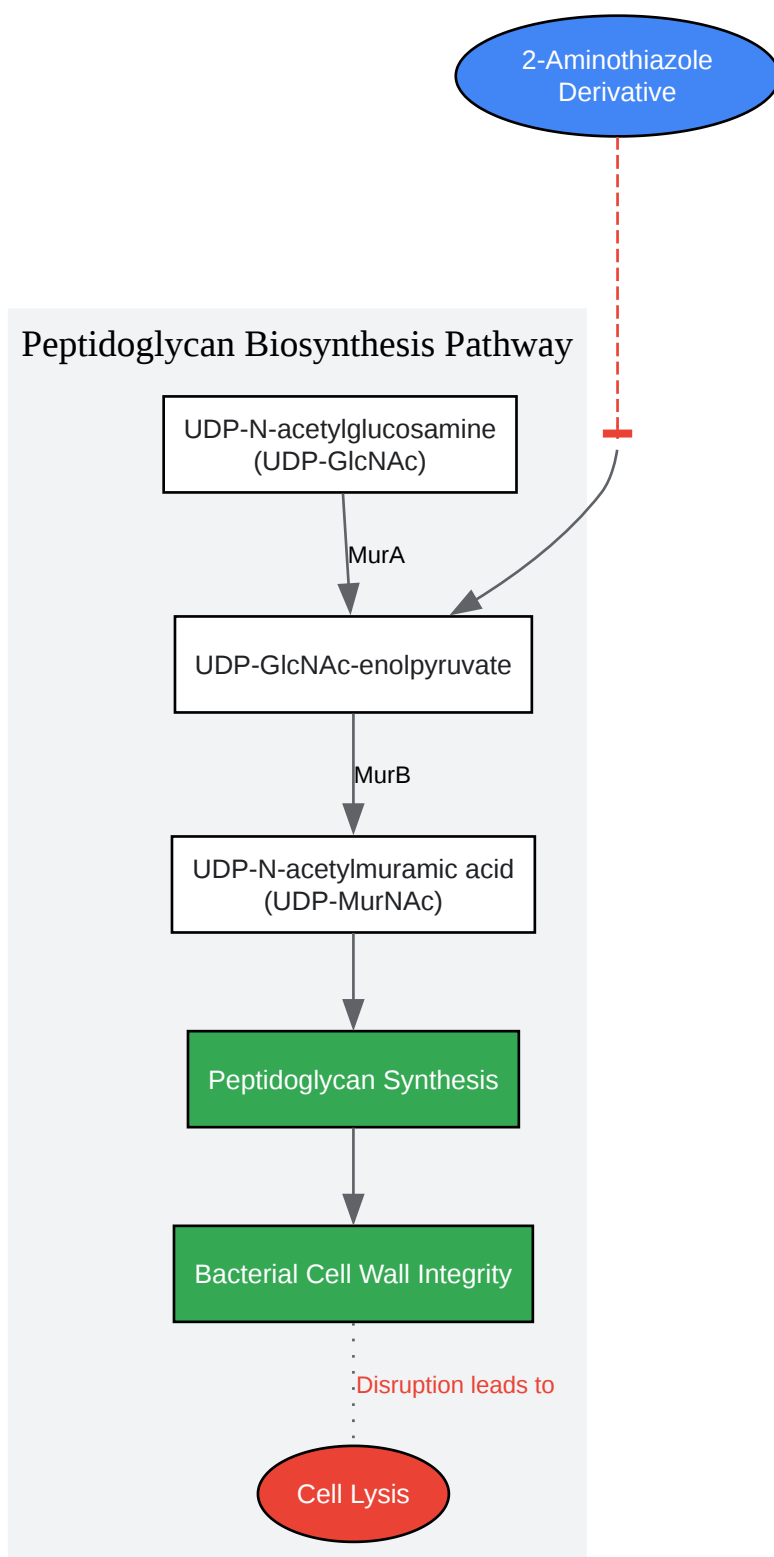 2-Aminothiazole
Derivative
Peptidoglycan Biosynthesis Pathway
UDP-N-acetylglucosamine
(UDP-GlcNAc)
MurA
UDP-GlcNAc-enolpyruvate
MurB
UDP-N-acetylmuramic acid
(UDP-MurNAc)
Peptidoglycan Synthesis
Bacterial Cell Wall Integrity
Disruption leads to
Cell Lysis